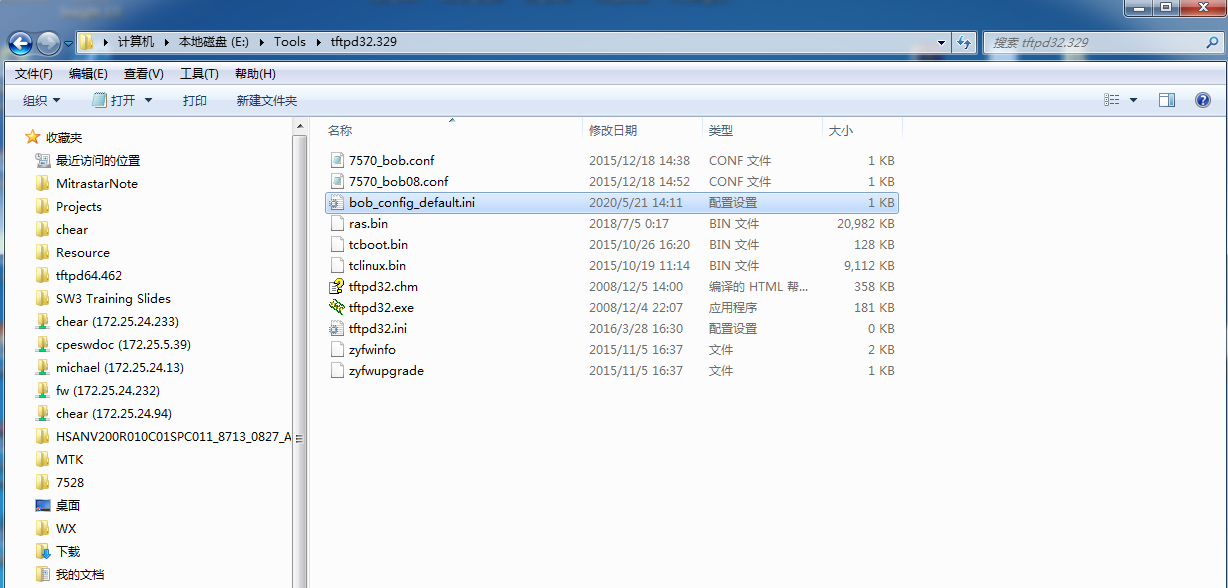 计算机 本地磁盘 (E:) Tools tftpd32.329 搜索 tftpd32.329
文件(F) 编辑(E) 查看(V) 工具(T) 帮助(H)
组织 打开 打印 新建文件夹
收藏夹
最近访问的位置
MitrastarNote
Projects
chear
Resource
tftpd64.462
SW3 Training Slides
chear (172.25.24.233)
cpeswdoc (172.25.5.39)
michael (172.25.24.13)
fw (172.25.24.232)
chear (172.25.24.94)
HSANV200R010C01SPC011_8713_0827_A
MTK
7528
桌面
WX
下载
我的文档
名称 修改日期 类型 大小
7570_bob.conf 2015/12/18 14:38 CONF 文件 1 KB
7570_bob08.conf 2015/12/18 14:52 CONF 文件 1 KB
bob_config_default.ini 2020/5/21 14:11 配置设置 1 KB
ras.bin 2018/7/5 0:17 BIN 文件 20,982 KB
tcboot.bin 2015/10/26 16:20 BIN 文件 128 KB
tclinux.bin 2015/10/19 11:14 BIN 文件 9,112 KB
tftpd32.chm 2008/12/5 14:00 编译的 HTML 帮... 358 KB
tftpd32.exe 2008/12/4 22:07 应用程序 181 KB
tftpd32.ini 2016/3/28 16:30 配置设置 0 KB
zyfwinfo 2015/11/5 16:37 文件 2 KB
zyfwupgrade 2015/11/5 16:37 文件 1 KB